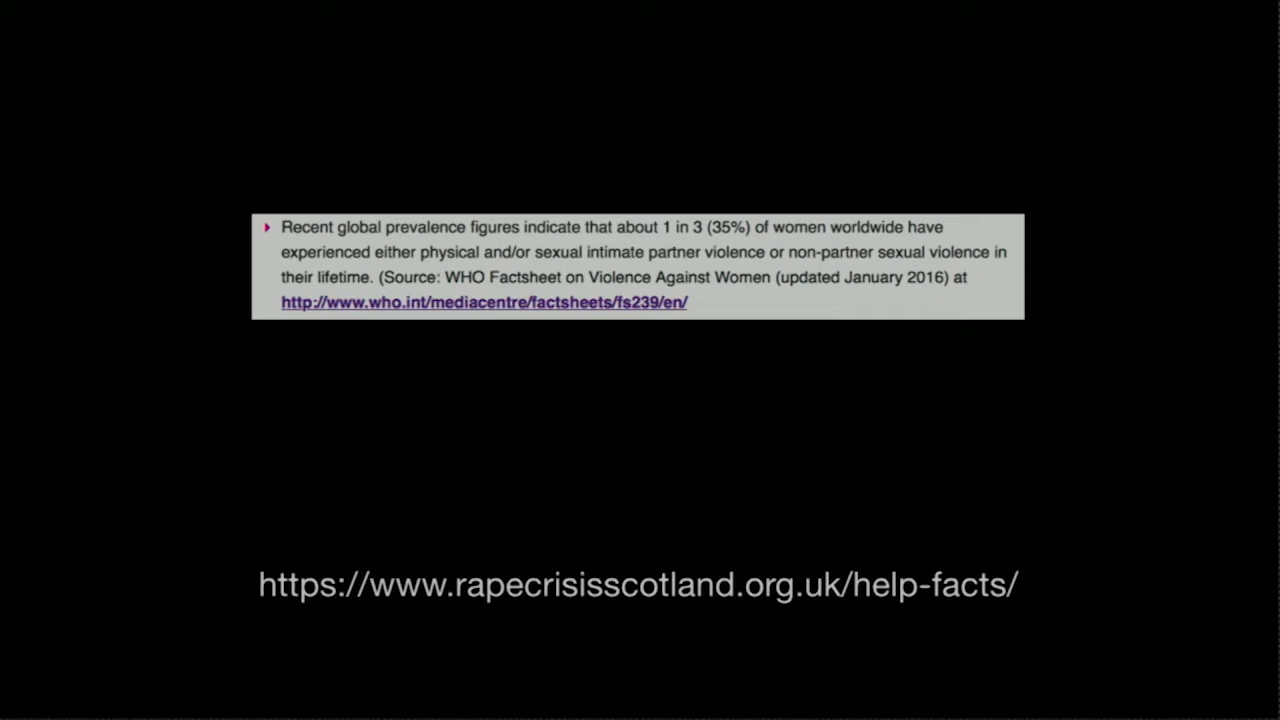 Recent global prevalence figures indicate that about 1 in 3 (35%) of women worldwide have
experienced either physical and/or sexual intimate partner violence or non-partner sexual violence in
their lifetime. (Source: WHO Factsheet on Violence Against Women (updated January 2016) at
http://www.who.int/mediacentre/factsheets/fs239/en/
https://www.rapecrisisscotland.org.uk/help-facts/